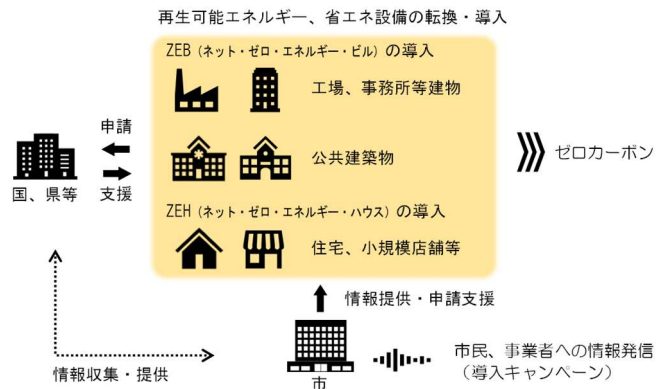 再生可能エネルギー、省エネ設備の転換・導入
ZEB（ネット・ゼロ・エネルギー・ビル）の導入
工場、事務所等建物
申請
支援
国、県等
公共建築物
ゼロカーボン
ZEH（ネット・ゼロ・エネルギー・ハウス）の導入
住宅、小規模店舗等
情報提供・申請支援
市
市民、事業者への情報発信
（導入キャンペーン）
情報収集・提供